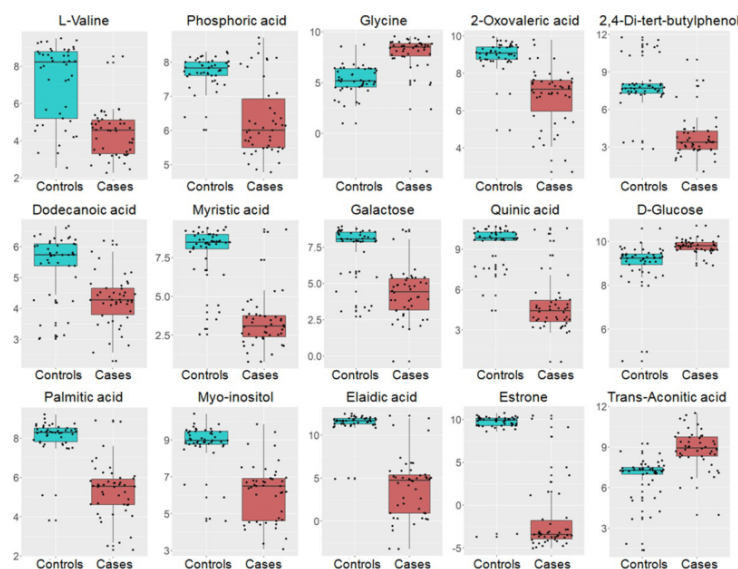 L-Valine Phosphoric acid Glycine 2-Oxovaleric acid 2,4-Di-tert-butylphenol
8 6 4 2
8 7 6 5
10 5 0
10 8 6 4
12 9 6 3
Controls Cases Controls Cases Controls Cases Controls Cases Controls Cases
Dodecanoic acid Myristic acid Galactose Quinic acid D-Glucose
6 5 4 3
7.5 5.0 2.5
7.5 5.0 2.5 0.0
9 6 3
10 8 6
Controls Cases Controls Cases Controls Cases Controls Cases Controls Cases
Palmitic acid Myo-inositol Elaidic acid Estrone Trans-Aconitic acid
8 6 4 2
9 7 5 3
10 5 0
10 5 0 -5
12 9 6 3
Controls Cases Controls Cases Controls Cases Controls Cases Controls Cases